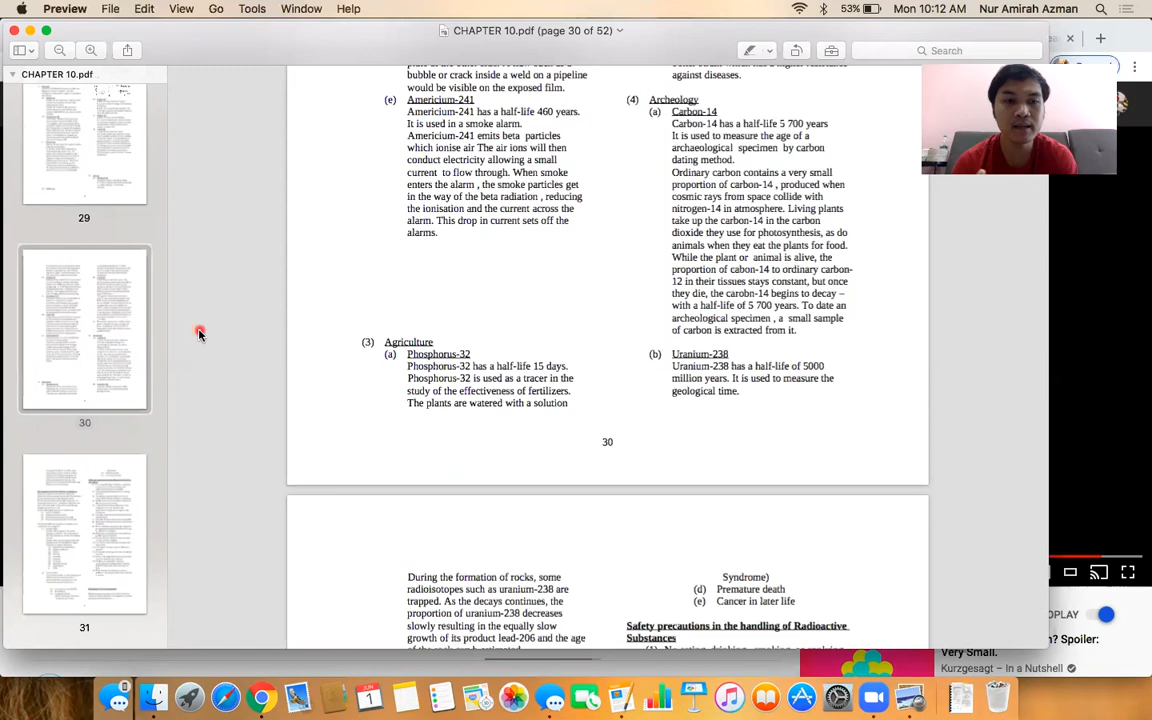 Preview File Edit View Go Tools Window Help
53% Mon 10:12 AM Nur Amirah Azman
CHAPTER 10.pdf (page 30 of 52)
Search
CHAPTER 10.pdf
29
30
31
bubble or crack inside a weld on a pipeline
would be visible on the exposed film.
(e) Americium-241
Americium-241 has a half-life 460 years.
It is used in a smoke alarm.
Americium-241 emits beta particles
which ionise air The air ions will then
conduct electricity allowing a small
current to flow through. When smoke
enters the alarm , the smoke particles get
in the way of the beta radiation , reducing
the ionisation and the current across the
alarm. This drop in current sets off the
alarms.
(3) Agriculture
(a) Phosphorus-32
Phosphorus-32 has a half-life 15 days.
Phosphorus-32 is used as a tracer in the
study of the effectiveness of fertilizers.
The plants are watered with a solution
against diseases.
(4) Archeology
(a) Carbon-14
Carbon-14 has a half-life 5 700 years
It is used to measure the age of a
archaeological specimen by carbon
dating method.
Ordinary carbon contains a very small
proportion of carbon-14 , produced when
cosmic rays from space collide with
nitrogen-14 in atmosphere. Living plants
take up the carbon-14 in the carbon
dioxide they use for photosynthesis, as do
animals when they eat the plants for food.
While the plant or animal is alive, the
proportion of cabon-14 to ordinary carbon-
12 in their tissues stays constant, but once
they die, the carobn-14 begins to decay –
with a half-life of 5 700 years. To date an
archeological specimen , a small sample
of carbon is extracted from it.
(b) Uranium-238
Uranium-238 has a half-life of 5000
million years. It is used to measure the
geological time.
30
During the formation of rocks, some
radioisotopes such as uranium-238 are
trapped. As the decays continues, the
proportion of uranium-238 decreases
slowly resulting in the equally slow
growth of its product lead-206 and the age
Syndrome)
(d) Premature death
(e) Cancer in later life
Safety precautions in the handling of Radioactive
Substances
OPLAY
? Spoiler:
Very Small.
Kurzgesagt – In a Nutshell
JUN
1